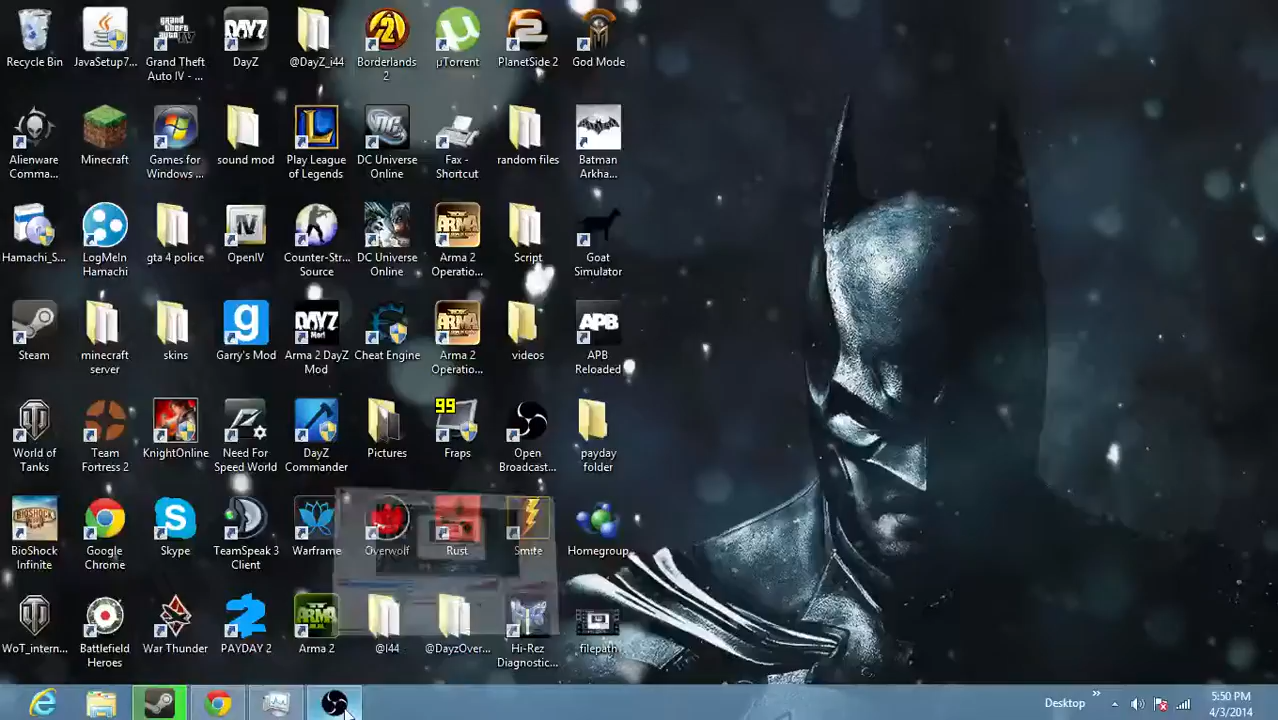 Recycle Bin
JavaSetup7...
Grand Theft
Auto IV - ...
DayZ
@DayZ_i44
Borderlands
2
µTorrent
PlanetSide 2
God Mode
Alienware
Comma...
Minecraft
Games for
Windows ...
sound mod
Play League
of Legends
DC Universe
Online
Fax -
Shortcut
random files
Batman
Arkha...
Hamachi_S...
LogMeIn
Hamachi
gta 4 police
OpenIV
Counter-Str...
Source
DC Universe
Online
Arma 2
Operatio...
Script
Goat
Simulator
Steam
minecraft
server
skins
Garry's Mod
Arma 2 DayZ
Mod
Cheat Engine
Arma 2
Operatio...
videos
APB
Reloaded
World of
Tanks
Team
Fortress 2
KnightOnline
Need For
Speed World
DayZ
Commander
Pictures
99
Fraps
Open
Broadcast...
payday
folder
BioShock
Infinite
Google
Chrome
Skype
TeamSpeak 3
Client
Warframe
Overwolf
Rust
Smite
Homegroup
WoT_intern...
Battlefield
Heroes
War Thunder
PAYDAY 2
Arma 2
@I44
@DayzOver...
Hi-Rez
Diagnostic...
filepath
Desktop
5:50 PM
4/3/2014